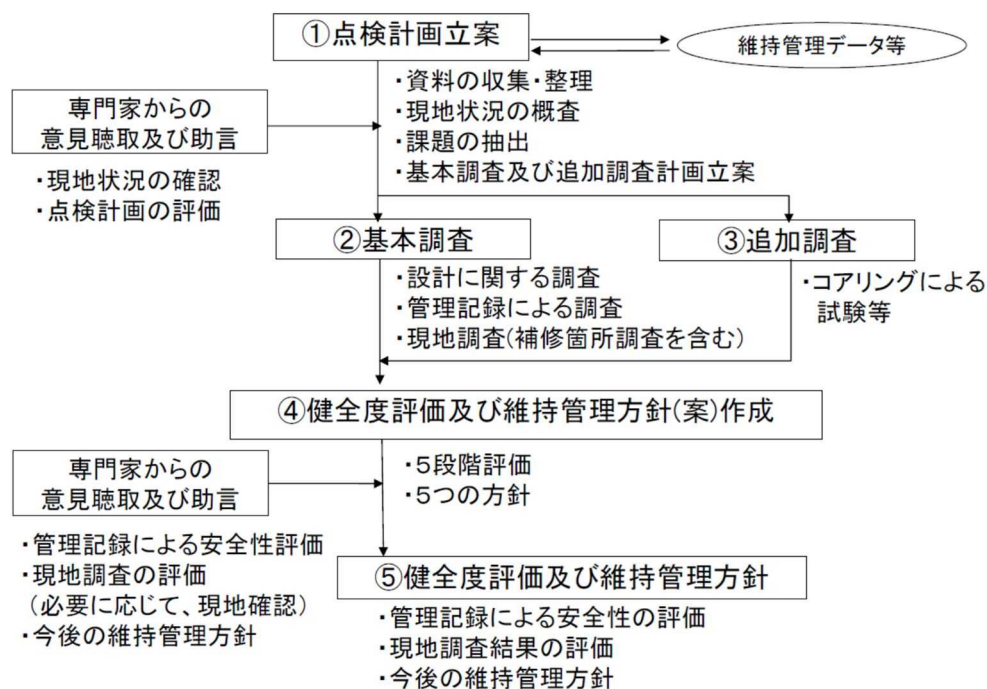 ①点検計画立案
維持管理データ等
・資料の収集・整理
・現地状況の概査
・課題の抽出
・基本調査及び追加調査計画立案
専門家からの
意見聴取及び助言
・現地状況の確認
・点検計画の評価
②基本調査
③追加調査
・設計に関する調査
・管理記録による調査
・現地調査(補修箇所調査を含む)
・コアリングによる
試験等
④健全度評価及び維持管理方針(案)作成
・5段階評価
・5つの方針
専門家からの
意見聴取及び助言
・管理記録による安全性評価
・現地調査の評価
(必要に応じて、現地確認)
・今後の維持管理方針
⑤健全度評価及び維持管理方針
・管理記録による安全性の評価
・現地調査結果の評価
・今後の維持管理方針